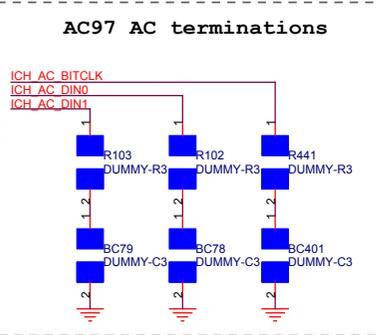 AC97 AC terminations
ICH_AC_BITCLK
ICH_AC_DIN0
ICH_AC_DIN1
1 1 1
R103 R102 R441
DUMMY-R3 DUMMY-R3 DUMMY-R3
2 2 2
1 1 1
BC79 BC78 BC401
DUMMY-C3 DUMMY-C3 DUMMY-C3
2 2 2